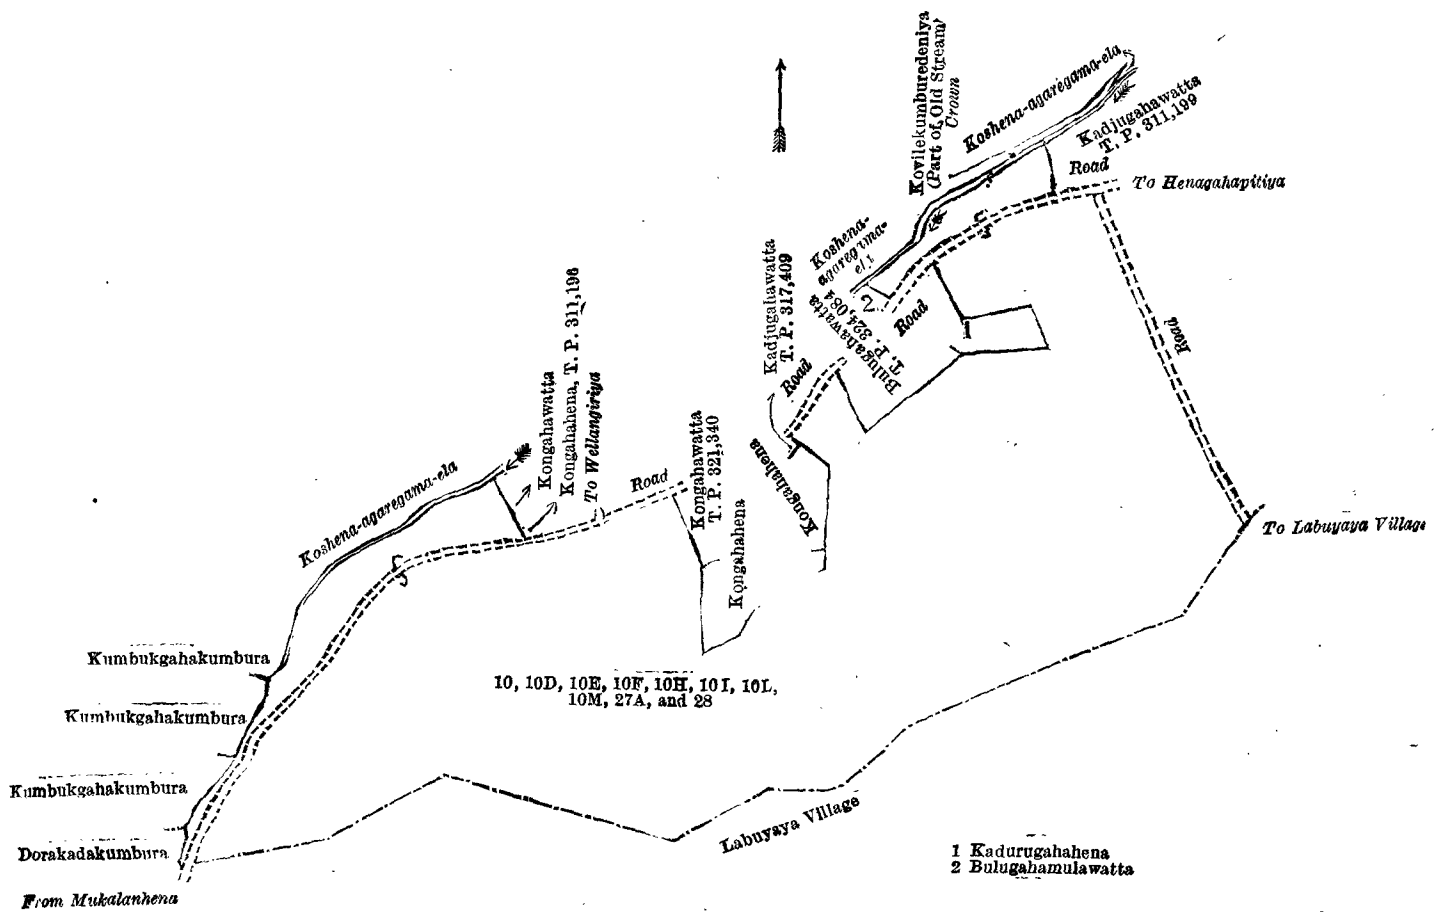 Kovilekumburedeniya
(Part of Old Stream)
Crown
Koshena-agaregama-ela
Kadjugahawatta
T. P. 311,199
Road
To Henagahapitiya
Koshena-
agaregama-
Kadjugahawatta
T. P. 317,409
Bulugahawatta
2
Road
1
Road
Road
Kongahawatta
Kongahahena, T. P. 311,196
To Wellangiriya
Koshena-agaregama-ela
Road
Kongahawatta
T. P. 321,340
Kongahahena
Kongahahena
To Labuyaya Village
Kumbukgahakumbura
10, 10D, 10E, 10F, 10H, 10I, 10L,
10M, 27A, and 28
Kumbukgahakumbura
Kumbukgahakumbura
Labuyaya Village
Dorakadakumbura
1 Kadurugahahena
2 Bulugahamulawatta
From Mukalanhena